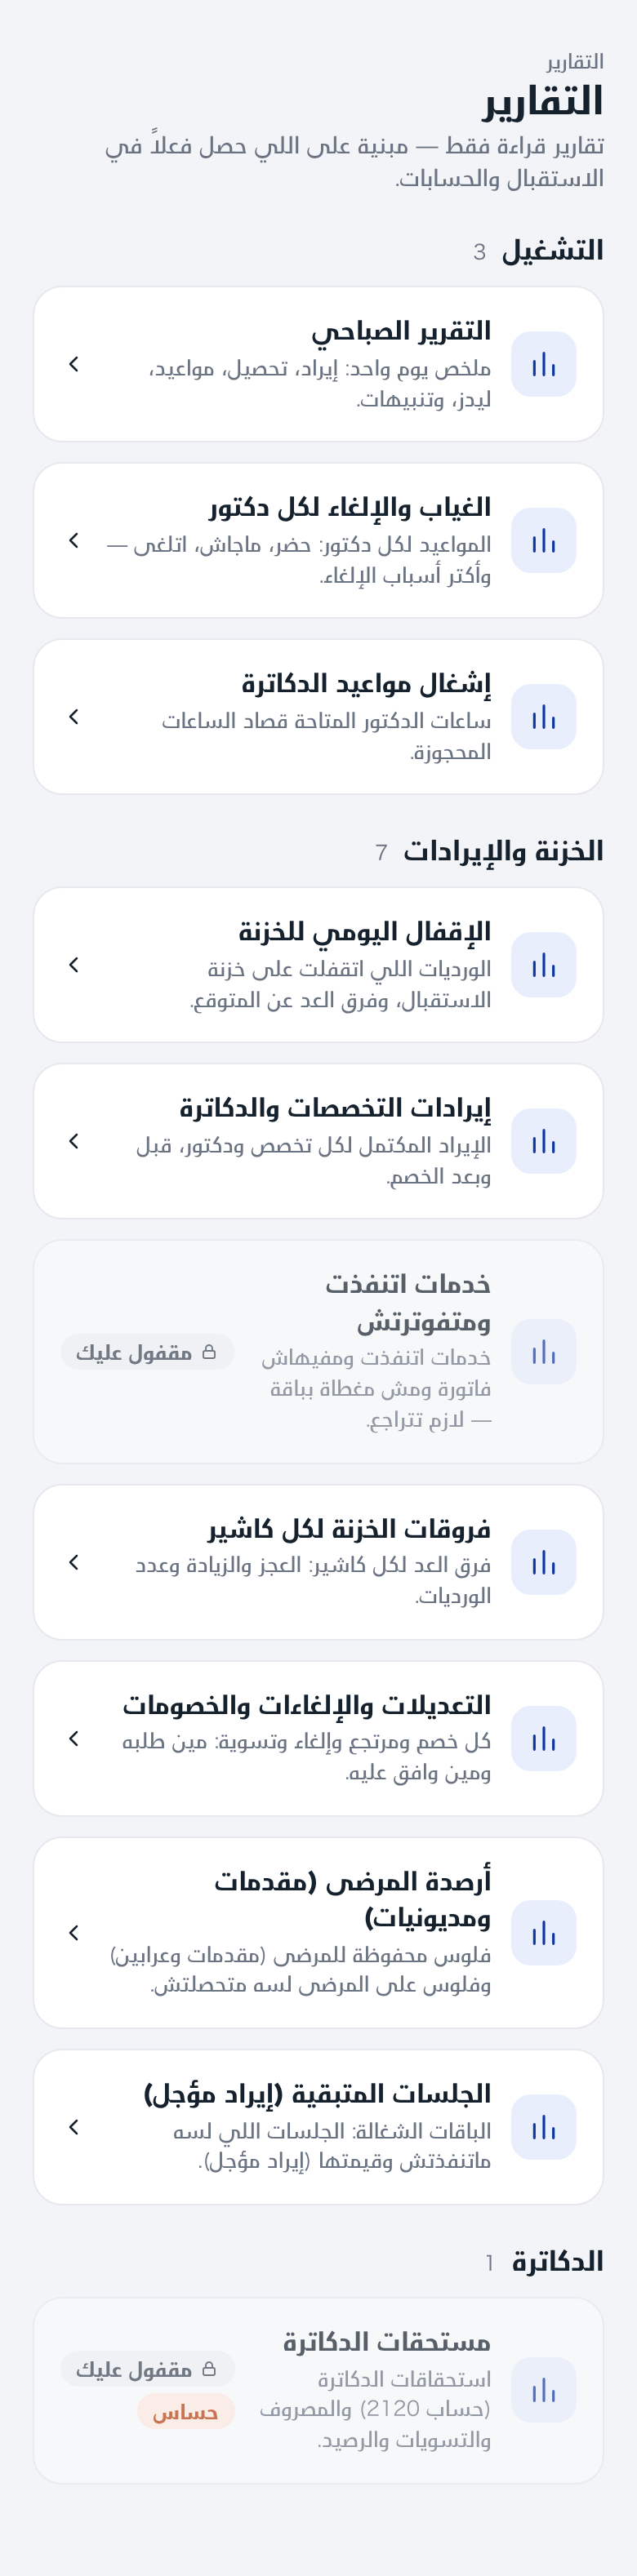 التقارير
التقارير
تقارير قراءة فقط — مبنية على اللي حصل فعلاً في
الاستقبال والحسابات.
التشغيل 3
التقرير الصباحي
ملخص يوم واحد: إيراد، تحصيل، مواعيد،
ليدز، وتنبيهات.
الغياب والإلغاء لكل دكتور
المواعيد لكل دكتور: حضر، ماجاش، اتلغى —
وأكتر أسباب الإلغاء.
إشغال مواعيد الدكاترة
ساعات الدكتور المتاحة قصاد الساعات
المحجوزة.
الخزنة والإيرادات 7
الإقفال اليومي للخزنة
الورديات اللي اتقفلت على خزنة
الاستقبال، وفرق العد عن المتوقع.
إيرادات التخصصات والدكاترة
الإيراد المكتمل لكل تخصص ودكتور، قبل
وبعد الخصم.
خدمات اتنفذت
ومتفوترتش
خدمات اتنفذت ومفيهاش
فاتورة ومش مغطاة بباقة
— لازم تتراجع.
مقفول عليك
فروقات الخزنة لكل كاشير
فرق العد لكل كاشير: العجز والزيادة وعدد
الورديات.
التعديلات والإلغاءات والخصومات
كل خصم ومرتجع وإلغاء وتسوية: مين طلبه
ومين وافق عليه.
أرصدة المرضى (مقدمات
ومديونيات)
فلوس محفوظة للمرضى (مقدمات وعرابين)
وفلوس على المرضى لسه متحصلتش.
الجلسات المتبقية (إيراد مؤجل)
الباقات الشغالة: الجلسات اللي لسه
ماتنفذتش وقيمتها (إيراد مؤجل).
الدكاترة 1
مستحقات الدكاترة
استحقاقات الدكاترة
(حساب 2120) والمصروف
والتسويات والرصيد.
مقفول عليك
حساس